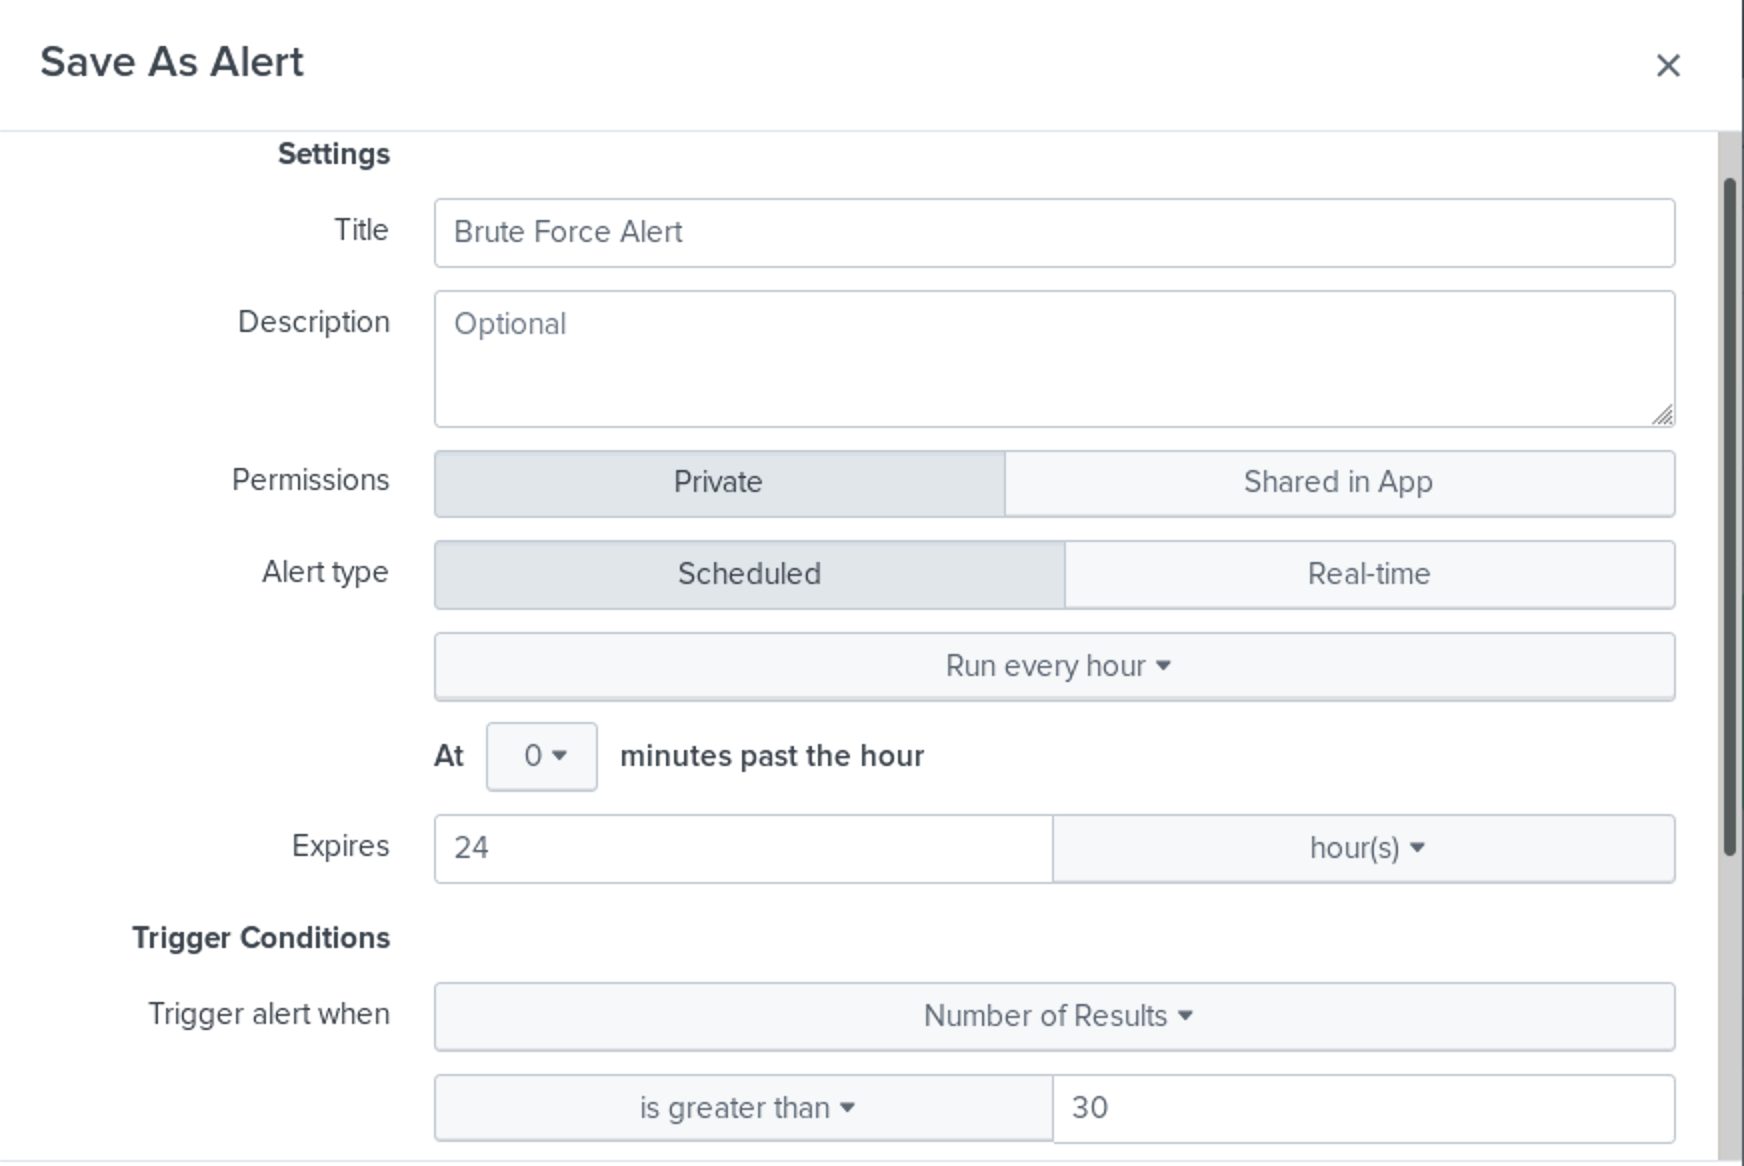 Save As Alert
Settings
Title Brute Force Alert
Description Optional
Permissions Private Shared in App
Alert type Scheduled Real-time
Run every hour
At 0 minutes past the hour
Expires 24 hour(s)
Trigger Conditions
Trigger alert when Number of Results
is greater than 30